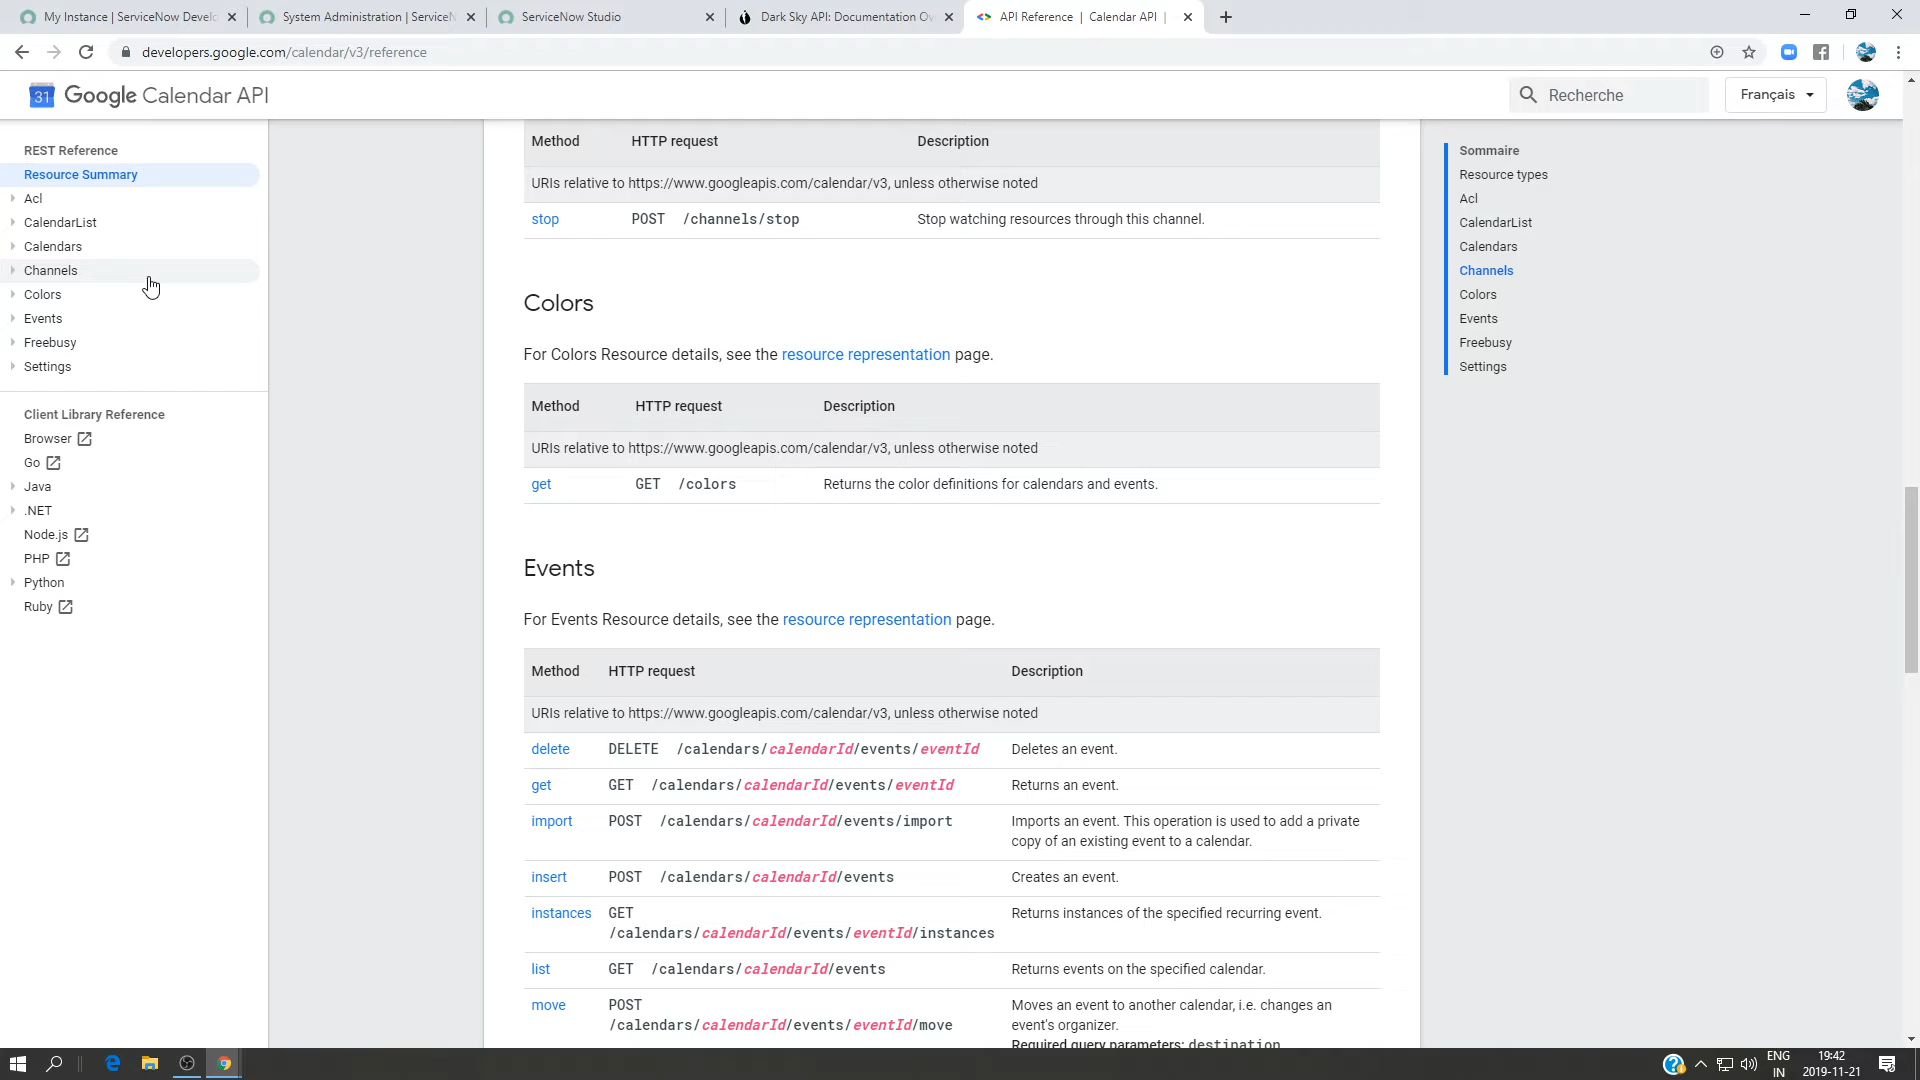 My Instance | ServiceNow Develo
System Administration | ServiceN
ServiceNow Studio
Dark Sky API: Documentation Ov
API Reference | Calendar API |
developers.google.com/calendar/v3/reference
31 Google Calendar API
Recherche
Français
REST Reference
Resource Summary
Acl
CalendarList
Calendars
Channels
Colors
Events
Freebusy
Settings
Client Library Reference
Browser
Go
Java
.NET
Node.js
PHP
Python
Ruby
Method HTTP request Description
URIs relative to https://www.googleapis.com/calendar/v3, unless otherwise noted
stop POST /channels/stop Stop watching resources through this channel.
Colors
For Colors Resource details, see the resource representation page.
Method HTTP request Description
URIs relative to https://www.googleapis.com/calendar/v3, unless otherwise noted
get GET /colors Returns the color definitions for calendars and events.
Events
For Events Resource details, see the resource representation page.
Method HTTP request Description
URIs relative to https://www.googleapis.com/calendar/v3, unless otherwise noted
delete DELETE /calendars/calendarId/events/eventId Deletes an event.
get GET /calendars/calendarId/events/eventId Returns an event.
import POST /calendars/calendarId/events/import Imports an event. This operation is used to add a private
copy of an existing event to a calendar.
insert POST /calendars/calendarId/events Creates an event.
instances GET Returns instances of the specified recurring event.
/calendars/calendarId/events/eventId/instances
list GET /calendars/calendarId/events Returns events on the specified calendar.
move POST Moves an event to another calendar, i.e. changes an
/calendars/calendarId/events/eventId/move event's organizer.
Required query parameters: destination
Sommaire
Resource types
Acl
CalendarList
Calendars
Channels
Colors
Events
Freebusy
Settings
ENG
IN
19:42
2019-11-21